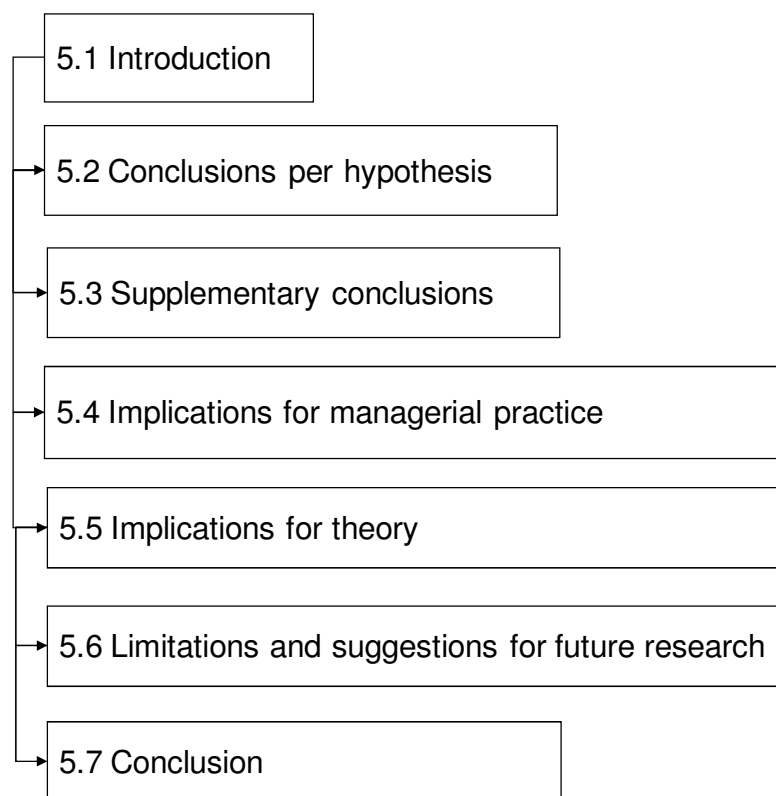 5.1 Introduction
5.2 Conclusions per hypothesis
5.3 Supplementary conclusions
5.4 Implications for managerial practice
5.5 Implications for theory
5.6 Limitations and suggestions for future research
5.7 Conclusion